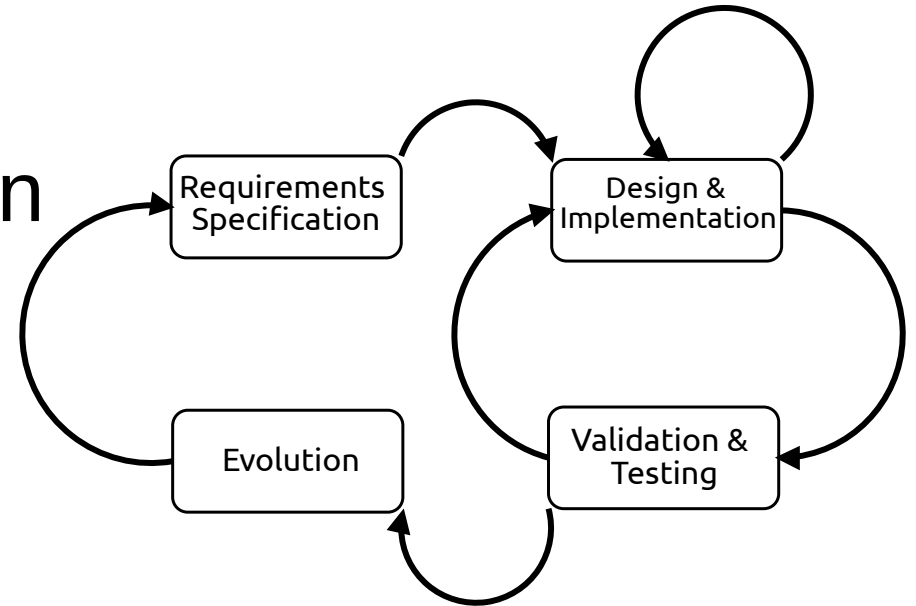 n
Requirements
Specification
Design &
Implementation
Evolution
Validation &
Testing